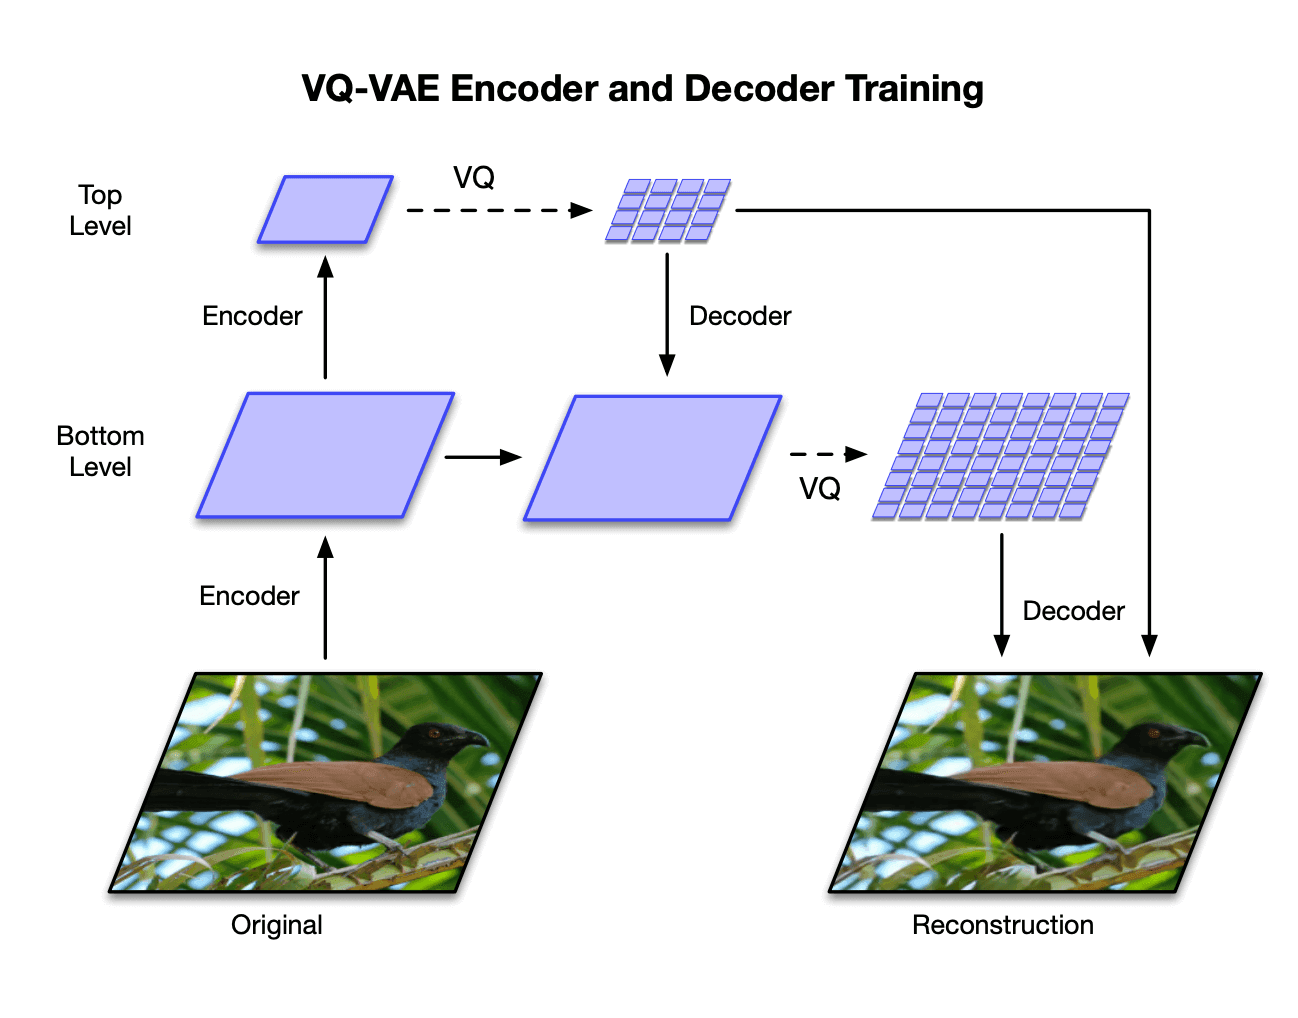 VQ-VAE Encoder and Decoder Training
Top
Level
VQ
Encoder
Decoder
Bottom
Level
VQ
Encoder
Decoder
Original
Reconstruction